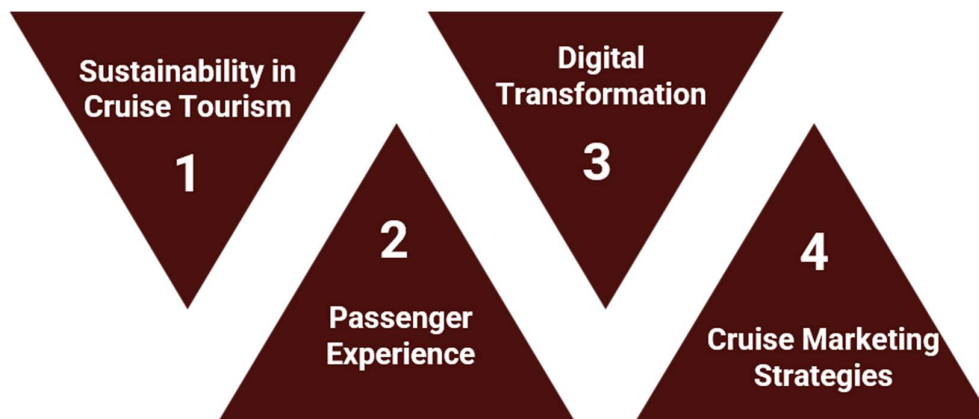 Sustainability in
Cruise Tourism
1
2
Passenger
Experience
Digital
Transformation
3
4
Cruise Marketing
Strategies